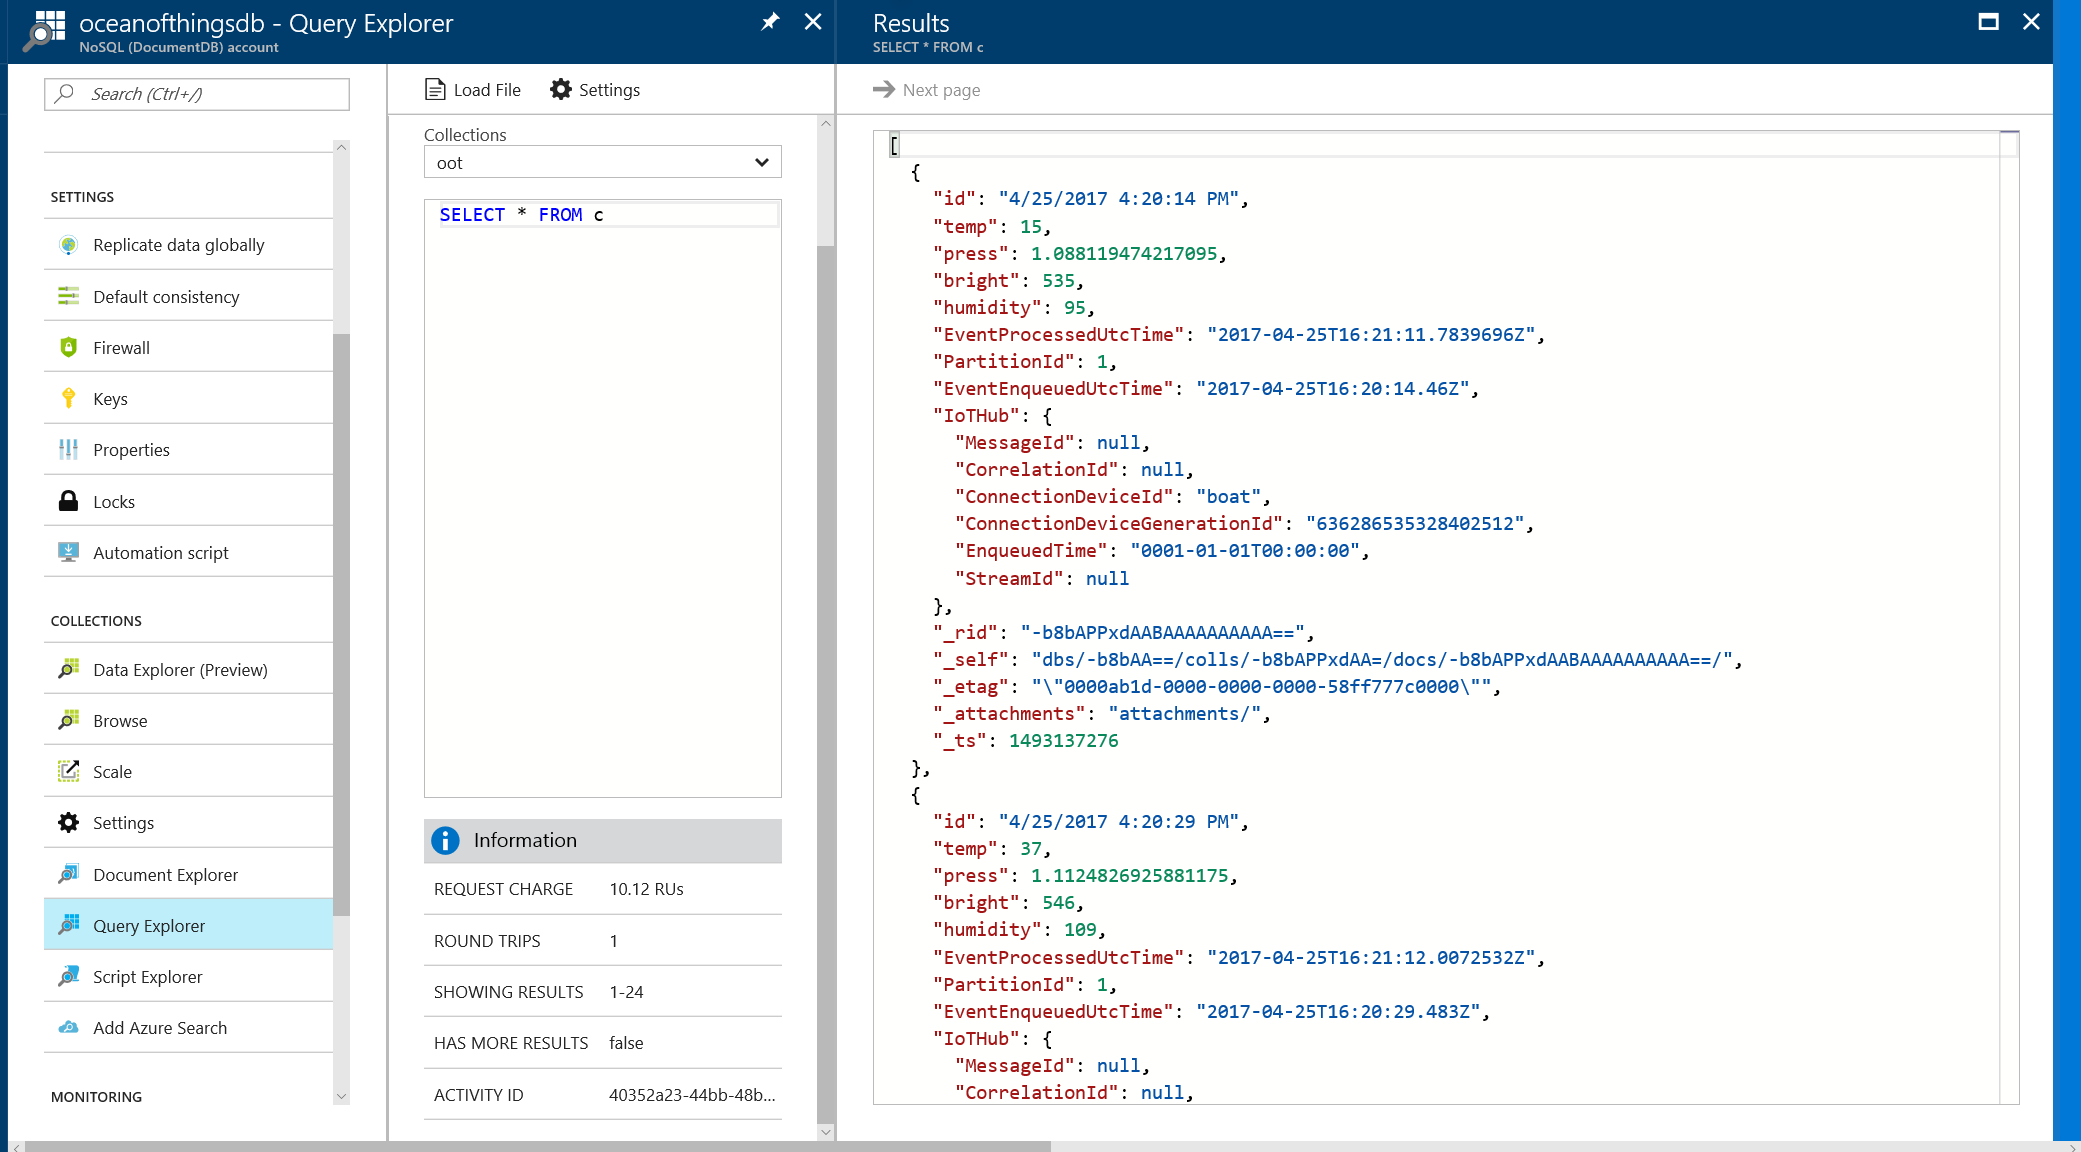 oceanofthingsdb - Query Explorer
NoSQL (DocumentDB) account
Search (Ctrl+/)
SETTINGS
Replicate data globally
Default consistency
Firewall
Keys
Properties
Locks
Automation script
COLLECTIONS
Data Explorer (Preview)
Browse
Scale
Settings
Document Explorer
Query Explorer
Script Explorer
Add Azure Search
MONITORING
Load File
Settings
Collections
oot
SELECT * FROM c
Information
REQUEST CHARGE 10.12 RUs
ROUND TRIPS 1
SHOWING RESULTS 1-24
HAS MORE RESULTS false
ACTIVITY ID 40352a23-44bb-48b...
Results
SELECT * FROM c
Next page
[
{
"id": "4/25/2017 4:20:14 PM",
"temp": 15,
"press": 1.088119474217095,
"bright": 535,
"humidity": 95,
"EventProcessedUtcTime": "2017-04-25T16:21:11.7839696Z",
"PartitionId": 1,
"EventEnqueuedUtcTime": "2017-04-25T16:20:14.46Z",
"IoTHub": {
"MessageId": null,
"CorrelationId": null,
"ConnectionDeviceId": "boat",
"ConnectionDeviceGenerationId": "636286535328402512",
"EnqueuedTime": "0001-01-01T00:00:00",
"StreamId": null
},
"_rid": "-b8bAPPxdAABAAAAAAAAAA==",
"_self": "dbs/-b8bAA==/colls/-b8bAPPxdAA=/docs/-b8bAPPxdAABAAAAAAAAAA==/",
"_etag": "\"0000ab1d-0000-0000-0000-58ff777c0000\"",
"_attachments": "attachments/",
"_ts": 1493137276
},
{
"id": "4/25/2017 4:20:29 PM",
"temp": 37,
"press": 1.1124826925881175,
"bright": 546,
"humidity": 109,
"EventProcessedUtcTime": "2017-04-25T16:21:12.0072532Z",
"PartitionId": 1,
"EventEnqueuedUtcTime": "2017-04-25T16:20:29.483Z",
"IoTHub": {
"MessageId": null,
"CorrelationId": null,